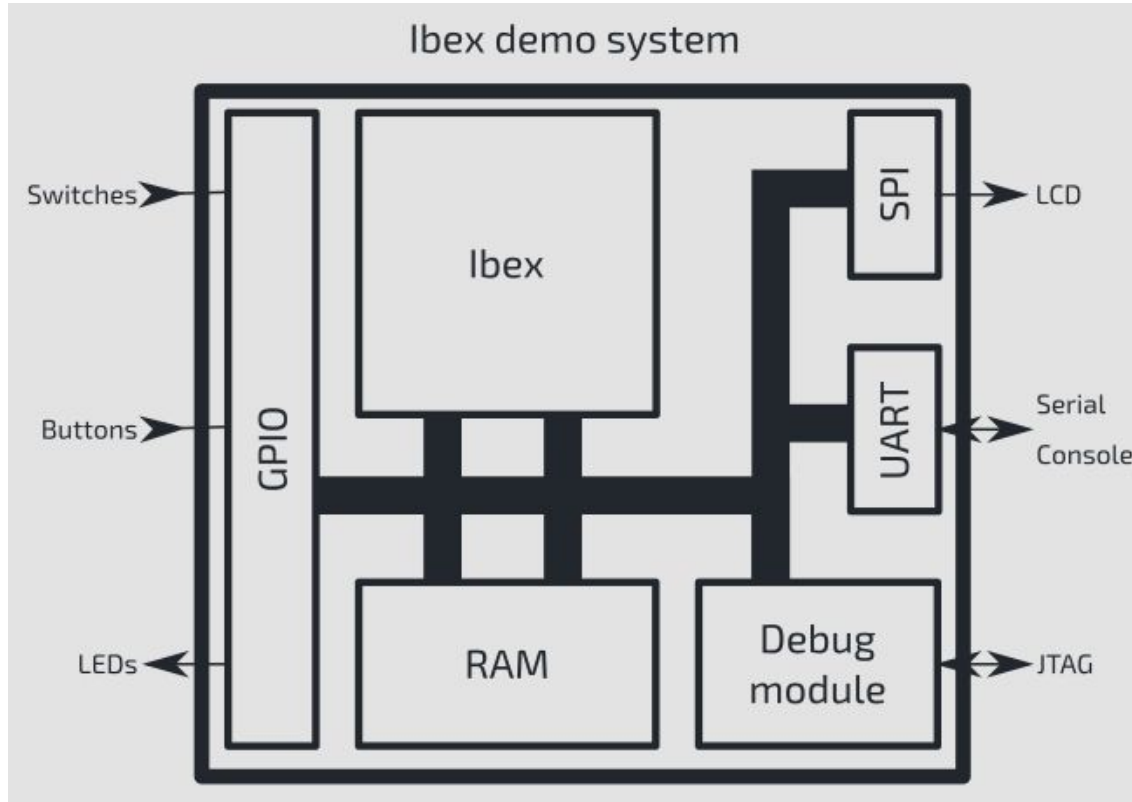 Ibex demo system
Switches
Buttons
LEDs
GPIO
Ibex
RAM
SPI
UART
Debug
module
LCD
Serial
Console
JTAG